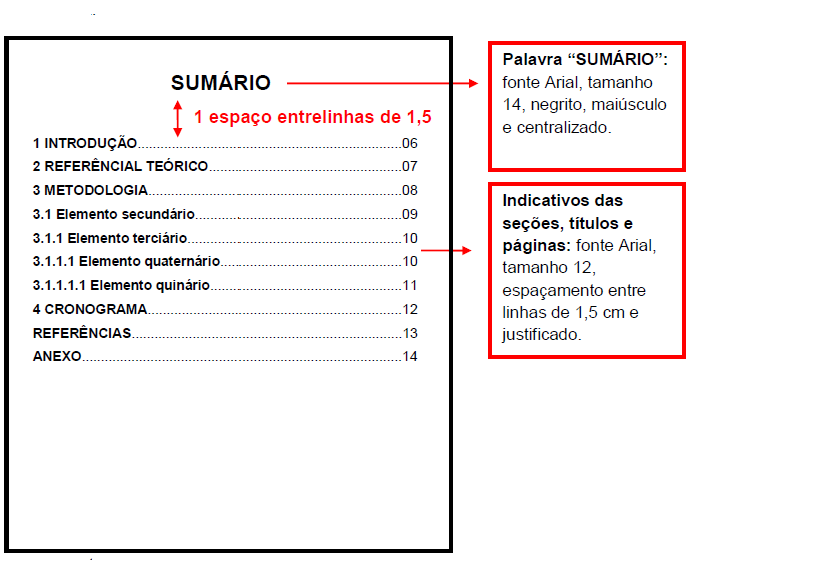 SUMÁRIO
1 espaço entrelinhas de 1,5
1 INTRODUÇÃO......................................................................06
2 REFERÊNCIAL TEÓRICO...................................................07
3 METODOLOGIA...................................................................08
3.1 Elemento secundário.......................................................09
3.1.1 Elemento terciário.........................................................10
3.1.1.1 Elemento quaternário................................................10
3.1.1.1.1 Elemento quinário...................................................11
4 CRONOGRAMA...................................................................12
REFERÊNCIAS.......................................................................13
ANEXO....................................................................................14
Palavra “SUMÁRIO”:
fonte Arial, tamanho
14, negrito, maiúsculo
e centralizado.
Indicativos das
seções, títulos e
páginas: fonte Arial,
tamanho 12,
espaçamento entre
linhas de 1,5 cm e
justificado.